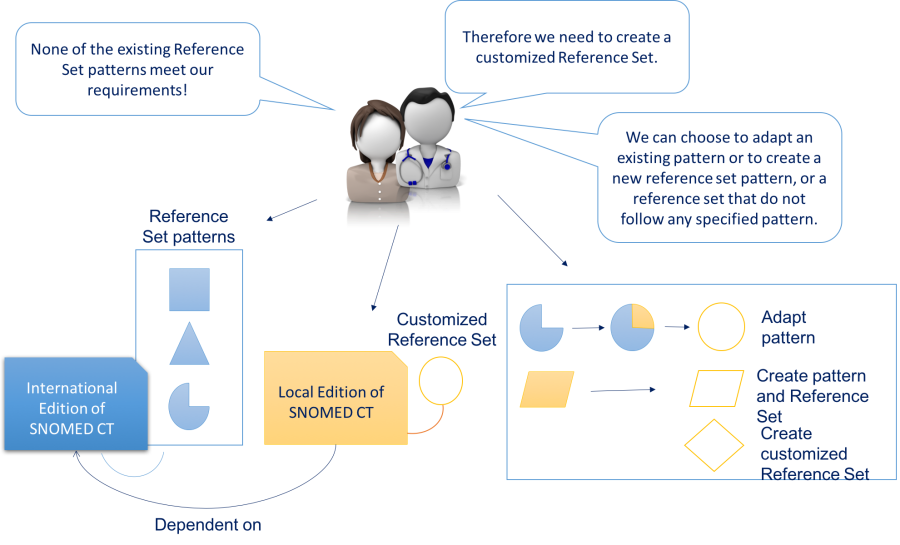 None of the existing Reference
Set patterns meet our
requirements!
Therefore we need to create a
customized Reference Set.
We can choose to adapt an
existing pattern or to create a
new reference set pattern, or a
reference set that do not
follow any specified pattern.
Reference
Set patterns
International
Edition of
SNOMED CT
Customized
Reference Set
Local Edition of
SNOMED CT
Adapt
pattern
Create pattern
and Reference
Set
Create
customized
Reference Set
Dependent on